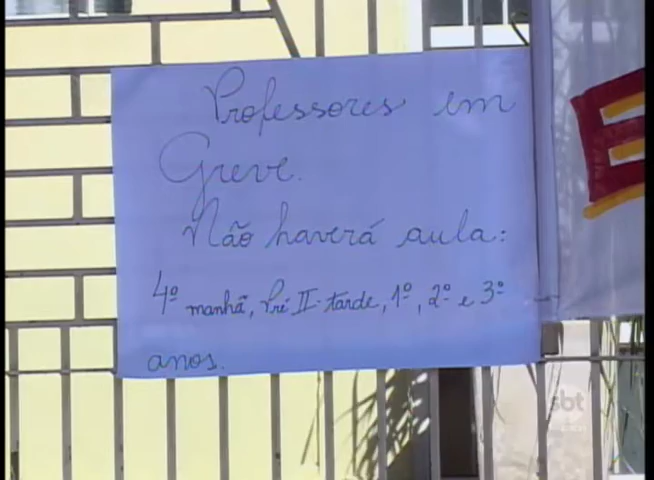 Professores em
Greve.
Não haverá aula:
4º manhã, Pré II-tarde, 1º, 2º e 3º
anos.
E
sbt